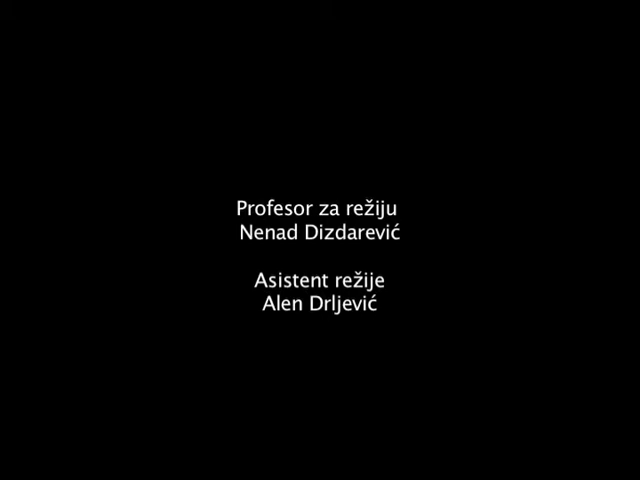 Profesor za režiju
Nenad Dizdarević
Asistent režije
Alen Drljević